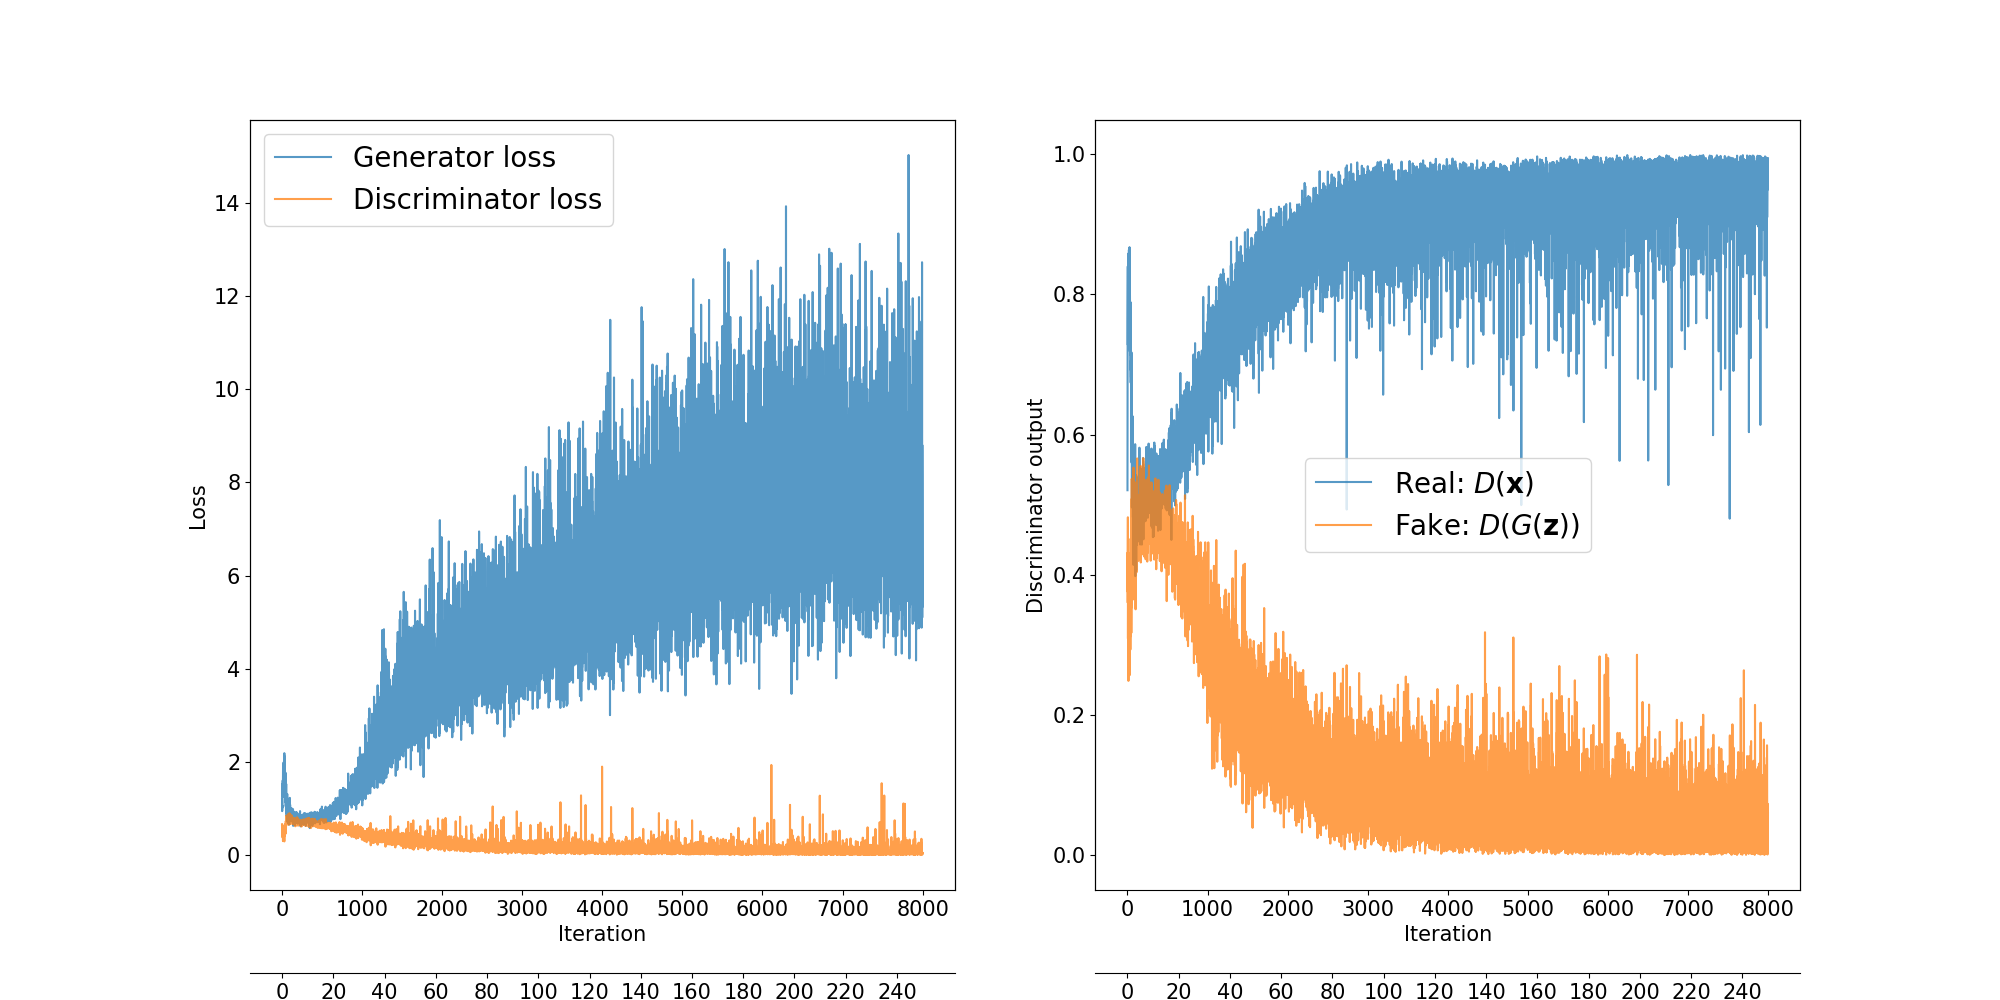 Generator loss
Discriminator loss
Loss
14
12
10
8
6
4
2
0
0 1000 2000 3000 4000 5000 6000 7000 8000
Iteration
0 20 40 60 80 100 120 140 160 180 200 220 240
Discriminator output
1.0
0.8
0.6
0.4
0.2
0.0
Real: D(x)
Fake: D(G(z))
0 1000 2000 3000 4000 5000 6000 7000 8000
Iteration
0 20 40 60 80 100 120 140 160 180 200 220 240